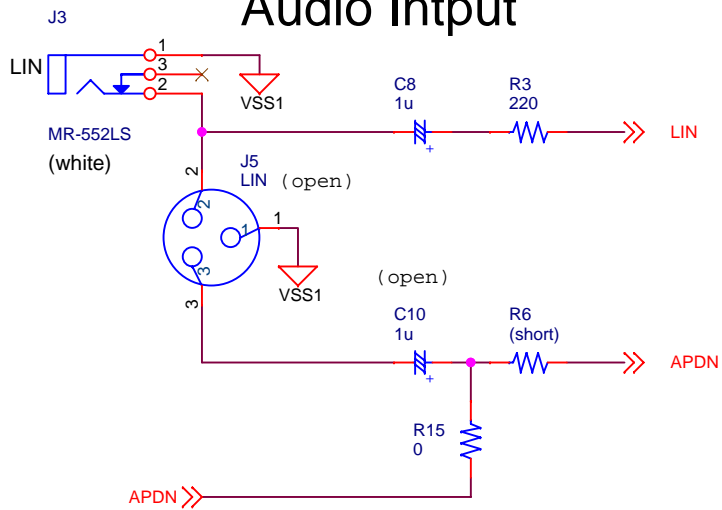 Audio Intput
J3
LIN
1
3
2
VSS1
MR-552LS
(white)
C8
1u
R3
220
LIN
J5
LIN (open)
2
2
1
1
3
3
VSS1
(open)
C10
1u
R6
(short)
+
+
APDN
R15
0
APDN